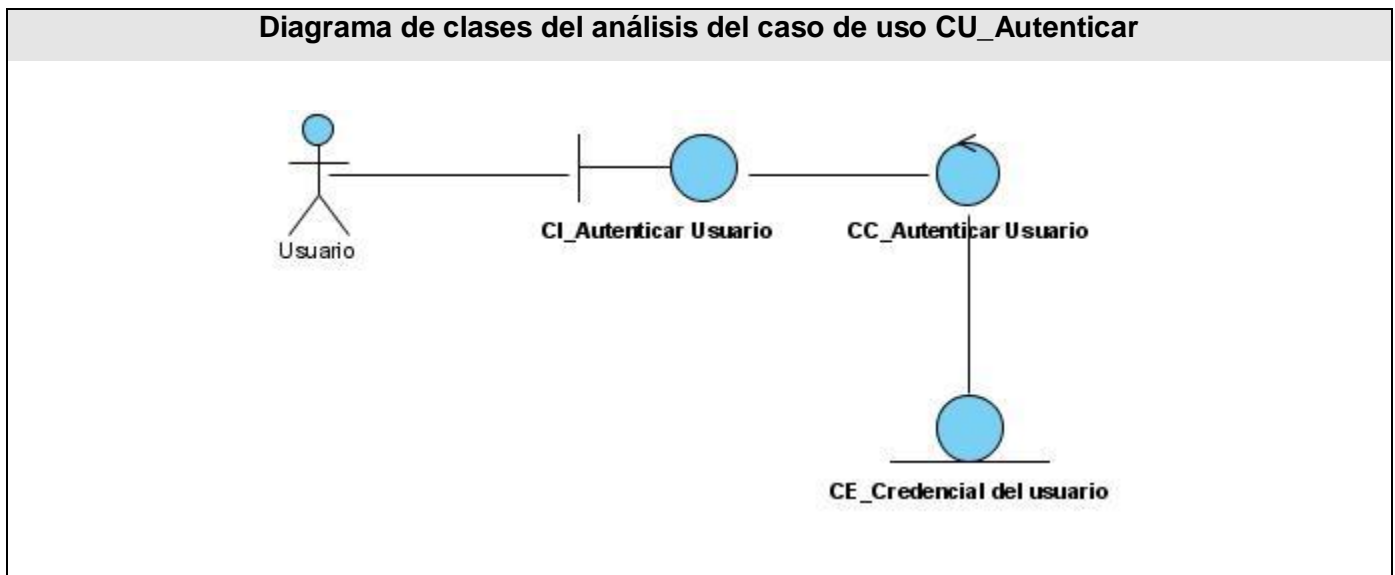 Diagrama de clases del análisis del caso de uso CU_Autenticar
Usuario
CI_Autenticar Usuario
CC_Autenticar Usuario
CE_Credencial del usuario